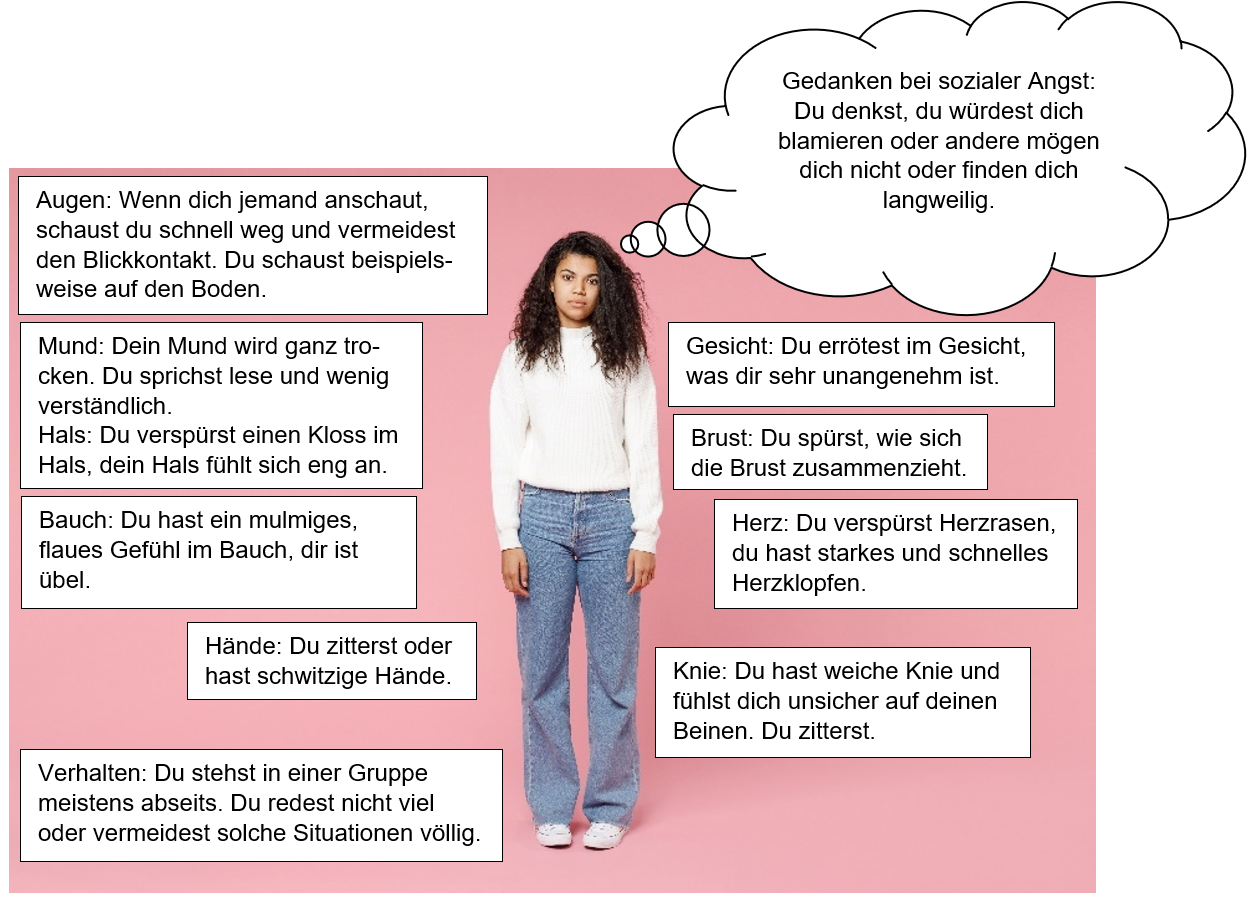 Gedanken bei sozialer Angst:
Du denkst, du würdest dich
blamieren oder andere mögen
dich nicht oder finden dich
langweilig.
Augen: Wenn dich jemand anschaut,
schaust du schnell weg und vermeidest
den Blickkontakt. Du schaust beispiels-
weise auf den Boden.
Mund: Dein Mund wird ganz tro-
cken. Du sprichst lese und wenig
verständlich.
Hals: Du verspürst einen Kloss im
Hals, dein Hals fühlt sich eng an.
Gesicht: Du errötest im Gesicht,
was dir sehr unangenehm ist.
Brust: Du spürst, wie sich
die Brust zusammenzieht.
Bauch: Du hast ein mulmiges,
flaues Gefühl im Bauch, dir ist
übel.
Herz: Du verspürst Herzrasen,
du hast starkes und schnelles
Herzklopfen.
Hände: Du zitterst oder
hast schwitzige Hände.
Knie: Du hast weiche Knie und
fühlst dich unsicher auf deinen
Beinen. Du zitterst.
Verhalten: Du stehst in einer Gruppe
meistens abseits. Du redest nicht viel
oder vermeidest solche Situationen völlig.